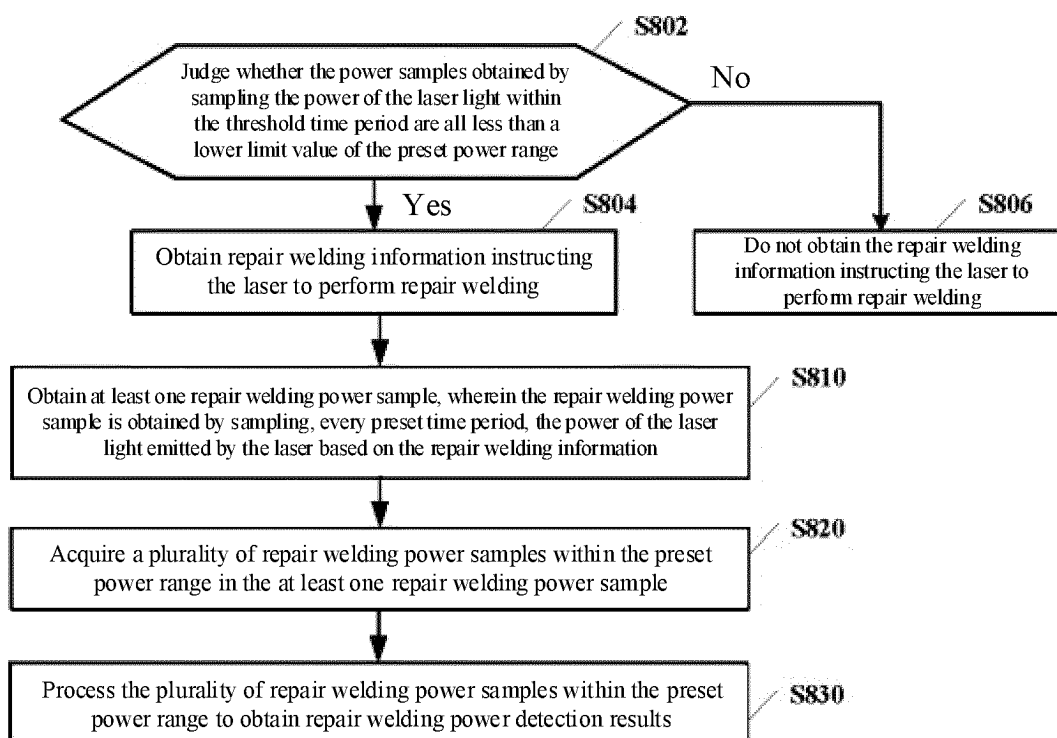 S802
Judge whether the power samples obtained by
sampling the power of the laser light within
the threshold time period are all less than a
lower limit value of the preset power range
No
Yes
S804
S806
Obtain repair welding information instructing
the laser to perform repair welding
Do not obtain the repair welding
information instructing the laser to
perform repair welding
S810
Obtain at least one repair welding power sample, wherein the repair welding power
sample is obtained by sampling, every preset time period, the power of the laser
light emitted by the laser based on the repair welding information
S820
Acquire a plurality of repair welding power samples within the preset
power range in the at least one repair welding power sample
S830
Process the plurality of repair welding power samples within the preset
power range to obtain repair welding power detection results